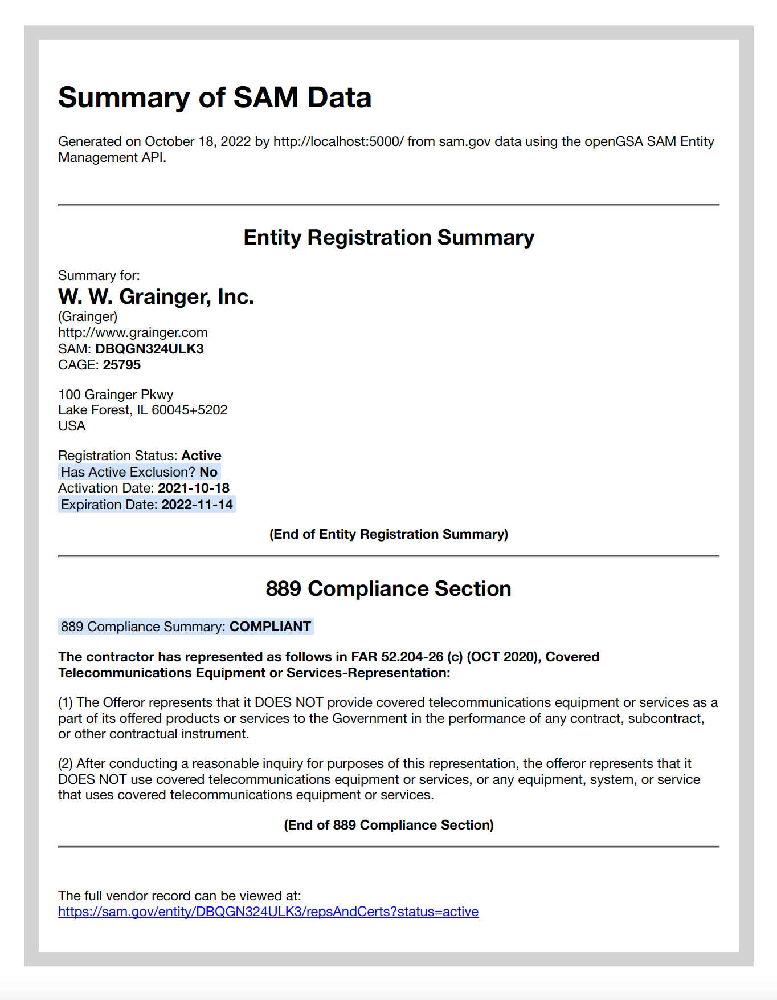 Summary of SAM Data
Generated on October 18, 2022 by http://localhost:5000/ from sam.gov data using the openGSA SAM Entity
Management API.
Entity Registration Summary
Summary for:
W. W. Grainger, Inc.
(Grainger)
http://www.grainger.com
SAM: DBQGN324ULK3
CAGE: 25795
100 Grainger Pkwy
Lake Forest, IL 60045+5202
USA
Registration Status: Active
Has Active Exclusion? No
Activation Date: 2021-10-18
Expiration Date: 2022-11-14
(End of Entity Registration Summary)
889 Compliance Section
889 Compliance Summary: COMPLIANT
The contractor has represented as follows in FAR 52.204-26 (c) (OCT 2020), Covered
Telecommunications Equipment or Services-Representation:
(1) The Offeror represents that it DOES NOT provide covered telecommunications equipment or services as a
part of its offered products or services to the Government in the performance of any contract, subcontract,
or other contractual instrument.
(2) After conducting a reasonable inquiry for purposes of this representation, the offeror represents that it
DOES NOT use covered telecommunications equipment or services, or any equipment, system, or service
that uses covered telecommunications equipment or services.
(End of 889 Compliance Section)
The full vendor record can be viewed at:
https://sam.gov/entity/DBQGN324ULK3/repsAndCerts?status=active